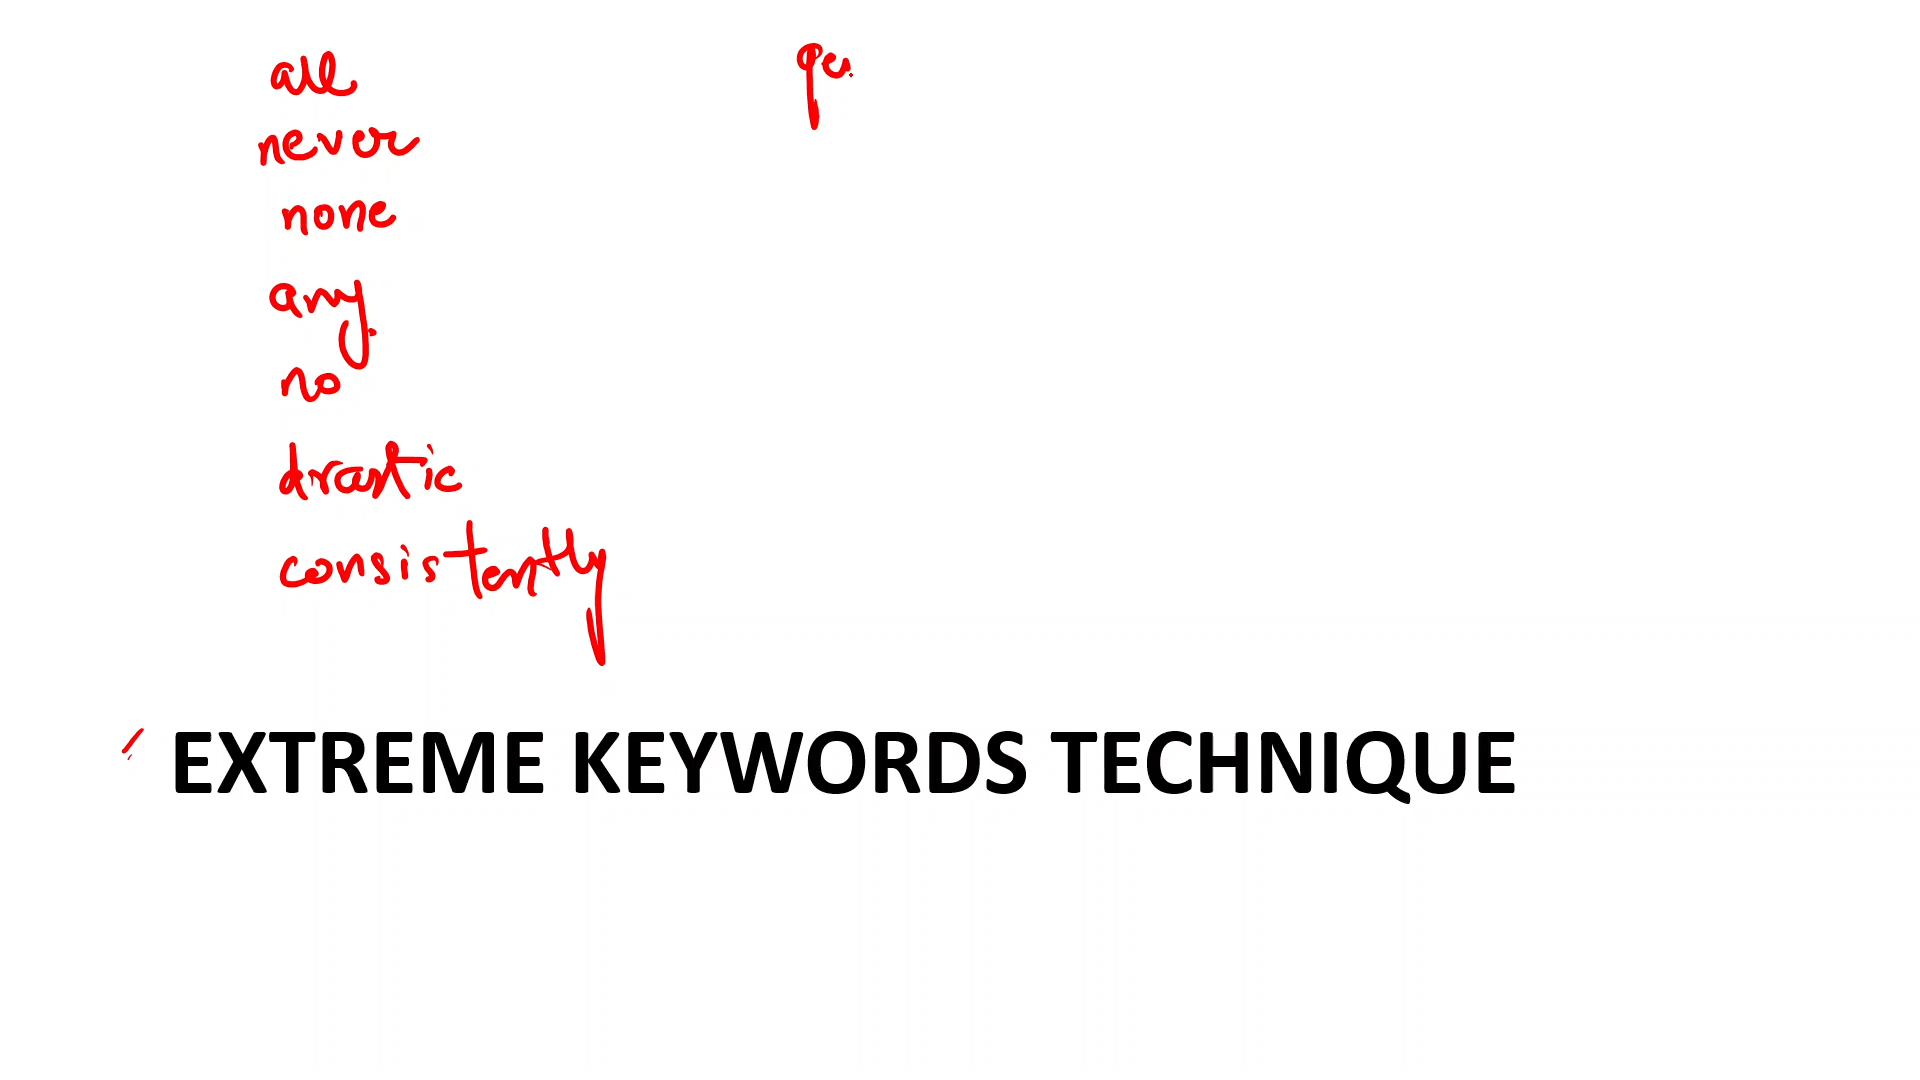 all
never
none
any
no
drastic
consistently
EXTREME KEYWORDS TECHNIQUE